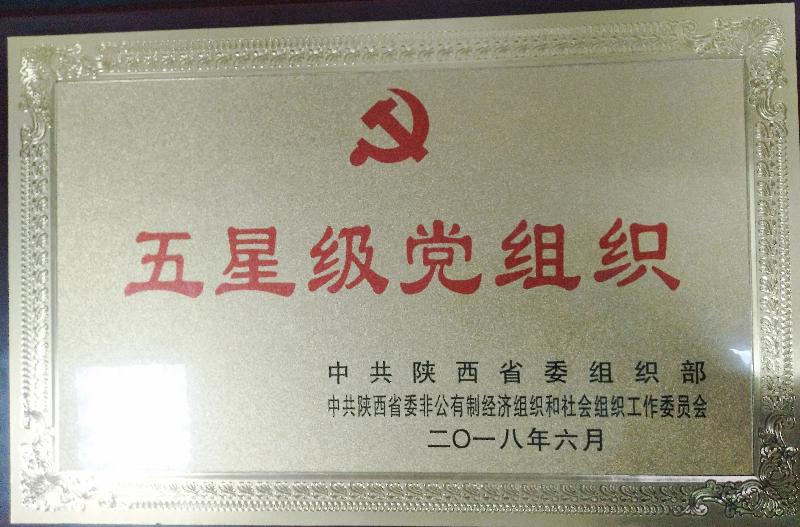 五星级党组织
中共陕西省委组织部
中共陕西省委非公有制经济组织和社会组织工作委员会
二〇一八年六月